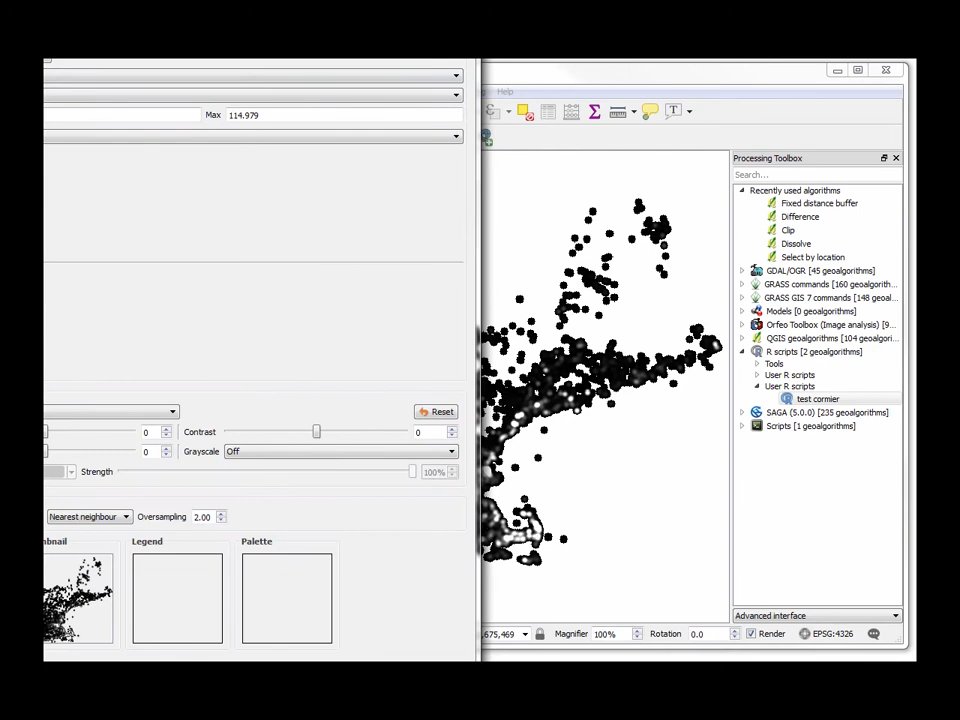 Help
Max 114.979
T
Processing Toolbox
Search...
Recently used algorithms
Fixed distance buffer
Difference
Clip
Dissolve
Select by location
GDAL/OGR [45 geoalgorithms]
GRASS commands [160 geoalgorith...
GRASS GIS 7 commands [148 geoal...
Models [0 geoalgorithms]
Orfeo Toolbox (Image analysis) [9...
QGIS geoalgorithms [104 geoalgori...
R scripts [2 geoalgorithms]
Tools
User R scripts
User R scripts
test cormier
SAGA (5.0.0) [235 geoalgorithms]
Scripts [1 geoalgorithms]
Reset
0 Contrast 0
0 Grayscale Off
Strength 100%
Nearest neighbour Oversampling 2.00
mbnail Legend Palette
Advanced interface
,675,469 Magnifier 100% Rotation 0.0 Render EPSG:4326